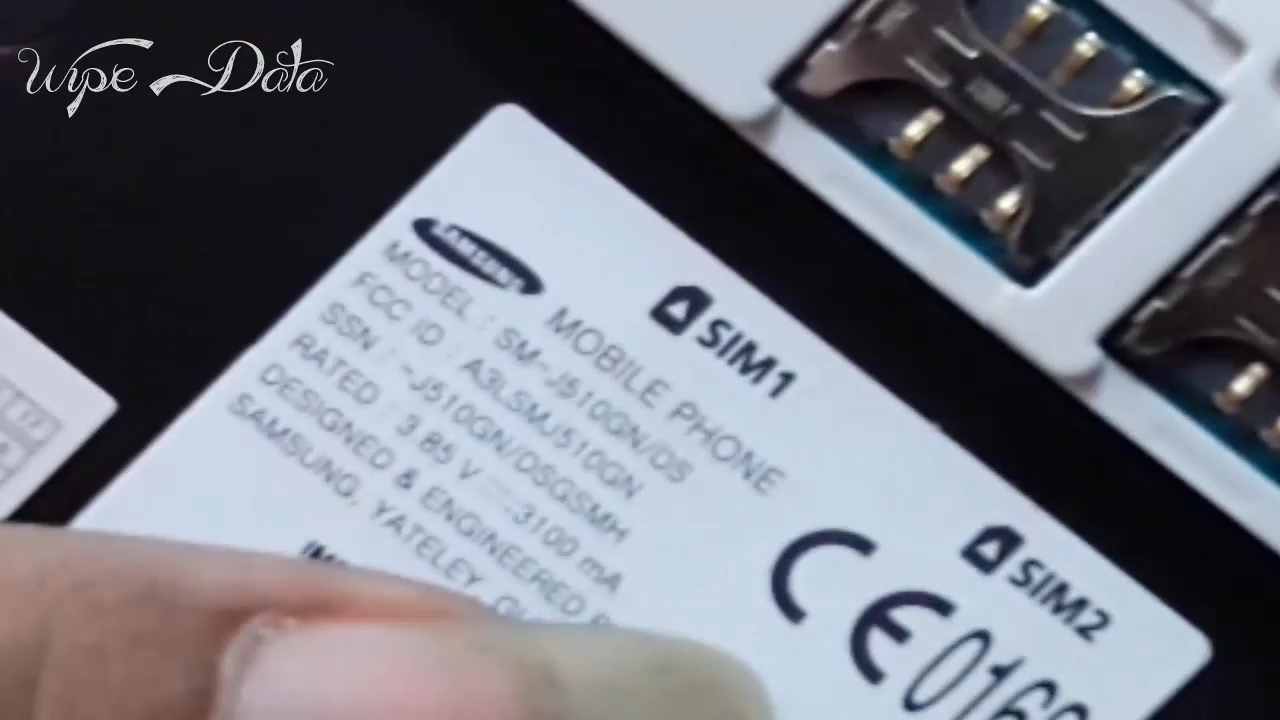 Wipe Data
SAMSUNG MOBILE PHONE
MODEL : SM-J510GN/DS
FCC ID : A3LSMJ510GN
SSN : -J510GN/DSGSMH
RATED : 3.85 V 3100 mA
DESIGNED & ENGINEERED
SAMSUNG, YATELEY
SIM1
SIM2
CE0168